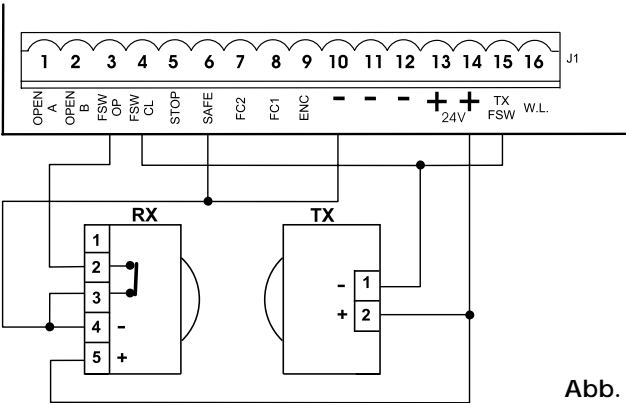 1 2 3 4 5 6 7 8 9 10 11 12 13 14 15 16 J1
OPEN A
OPEN B
FSW OP
FSW CL
STOP
SAFE
FC2
FC1
ENC
- - -
+ +
24V
TX FSW
W.L.
RX
1
2
3
4 -
5 +
TX
- 1
+ 2
Abb.